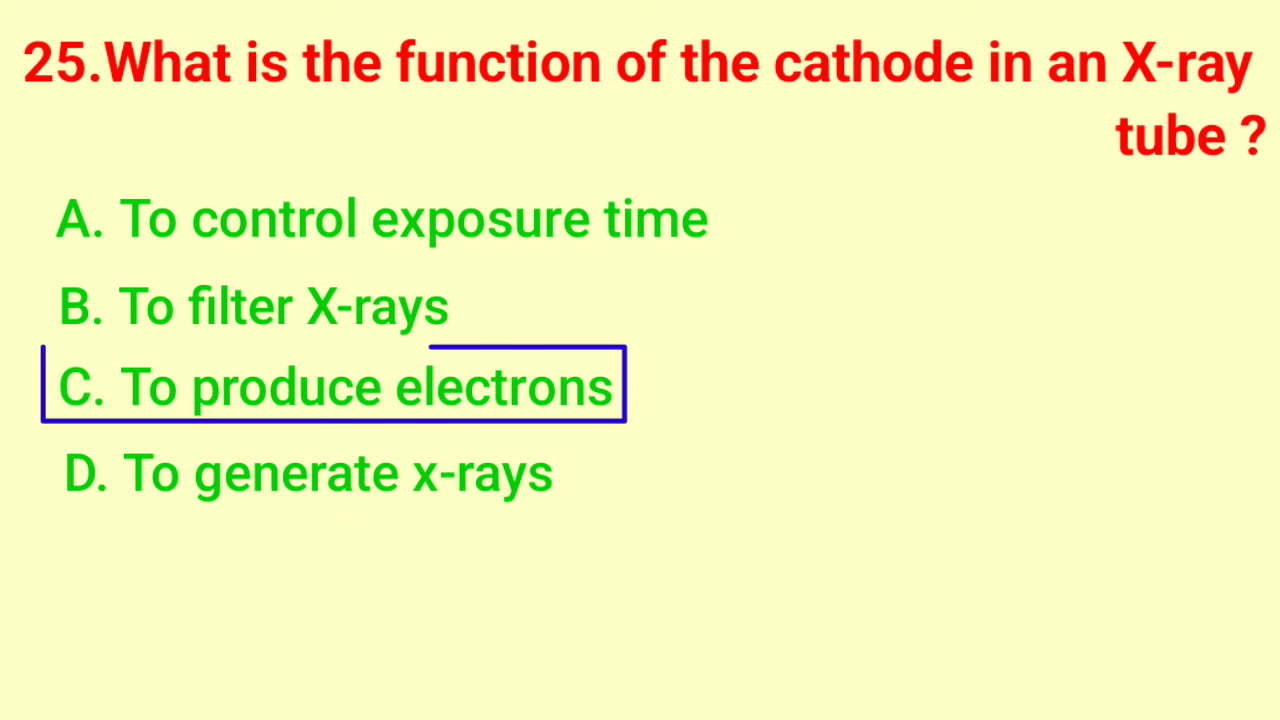 25.What is the function of the cathode in an X-ray
tube ?
A. To control exposure time
B. To filter X-rays
C. To produce electrons
D. To generate x-rays